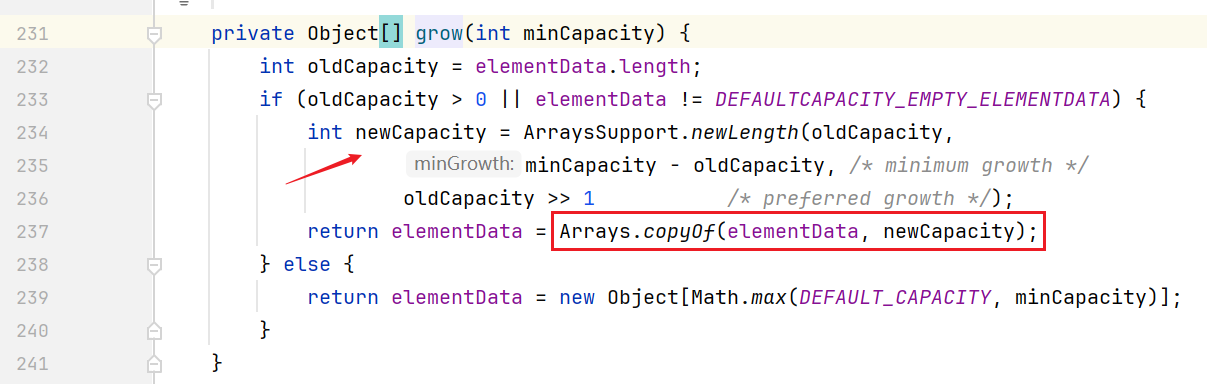 231 private Object[] grow(int minCapacity) {
232 int oldCapacity = elementData.length;
233 if (oldCapacity > 0 || elementData != DEFAULTCAPACITY_EMPTY_ELEMENTDATA) {
234 int newCapacity = ArraysSupport.newLength(oldCapacity,
235 minGrowth: minCapacity - oldCapacity, /* minimum growth */
236 oldCapacity >> 1 /* preferred growth */);
237 return elementData = Arrays.copyOf(elementData, newCapacity);
238 } else {
239 return elementData = new Object[Math.max(DEFAULT_CAPACITY, minCapacity)];
240 }
241 }